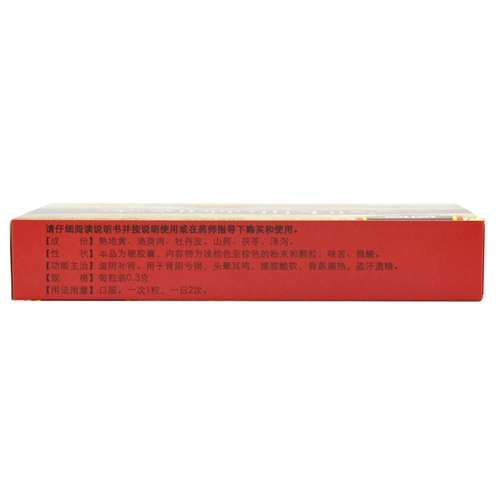 请仔细阅读说明书并按说明使用或在药师指导下购买和使用。
【成　份】熟地黄、酒萸肉、牡丹皮、山药、茯苓、泽泻。
【性　状】本品为硬胶囊，内容物为浅棕色至棕色的粉末和颗粒；味苦、微酸。
【功能主治】滋阴补肾。用于肾阴亏损，头晕耳鸣，腰膝酸软，骨蒸潮热，盗汗遗精。
【规　格】每粒装0.3克
【用法用量】口服。一次1粒，一日2次。